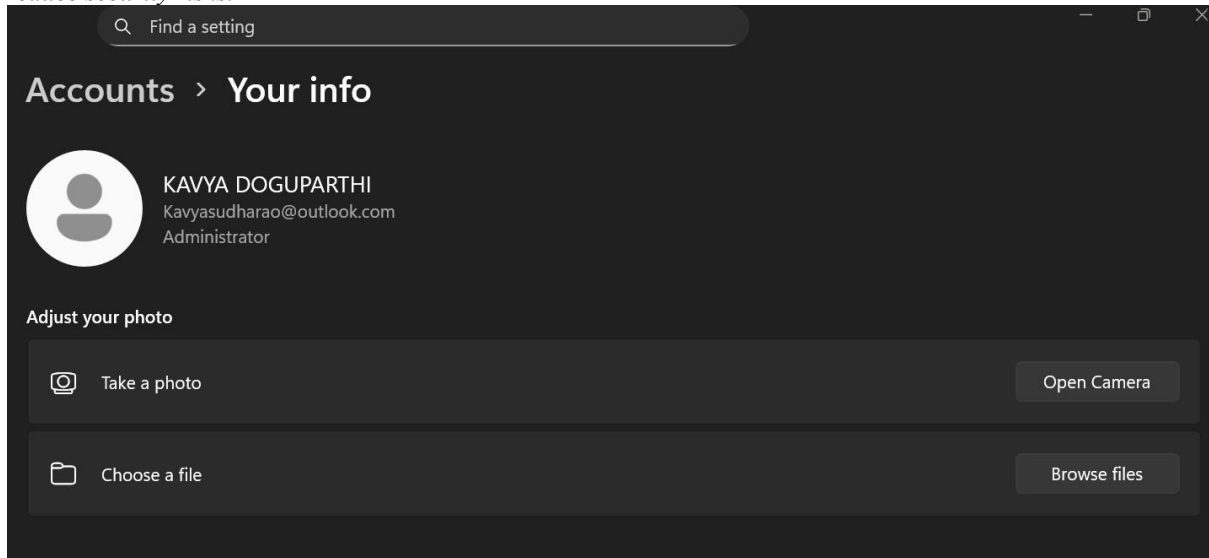 Find a setting
Accounts > Your info
KAVYA DOGUPARTHI
Kavyasudharao@outlook.com
Administrator
Adjust your photo
Take a photo
Open Camera
Choose a file
Browse files